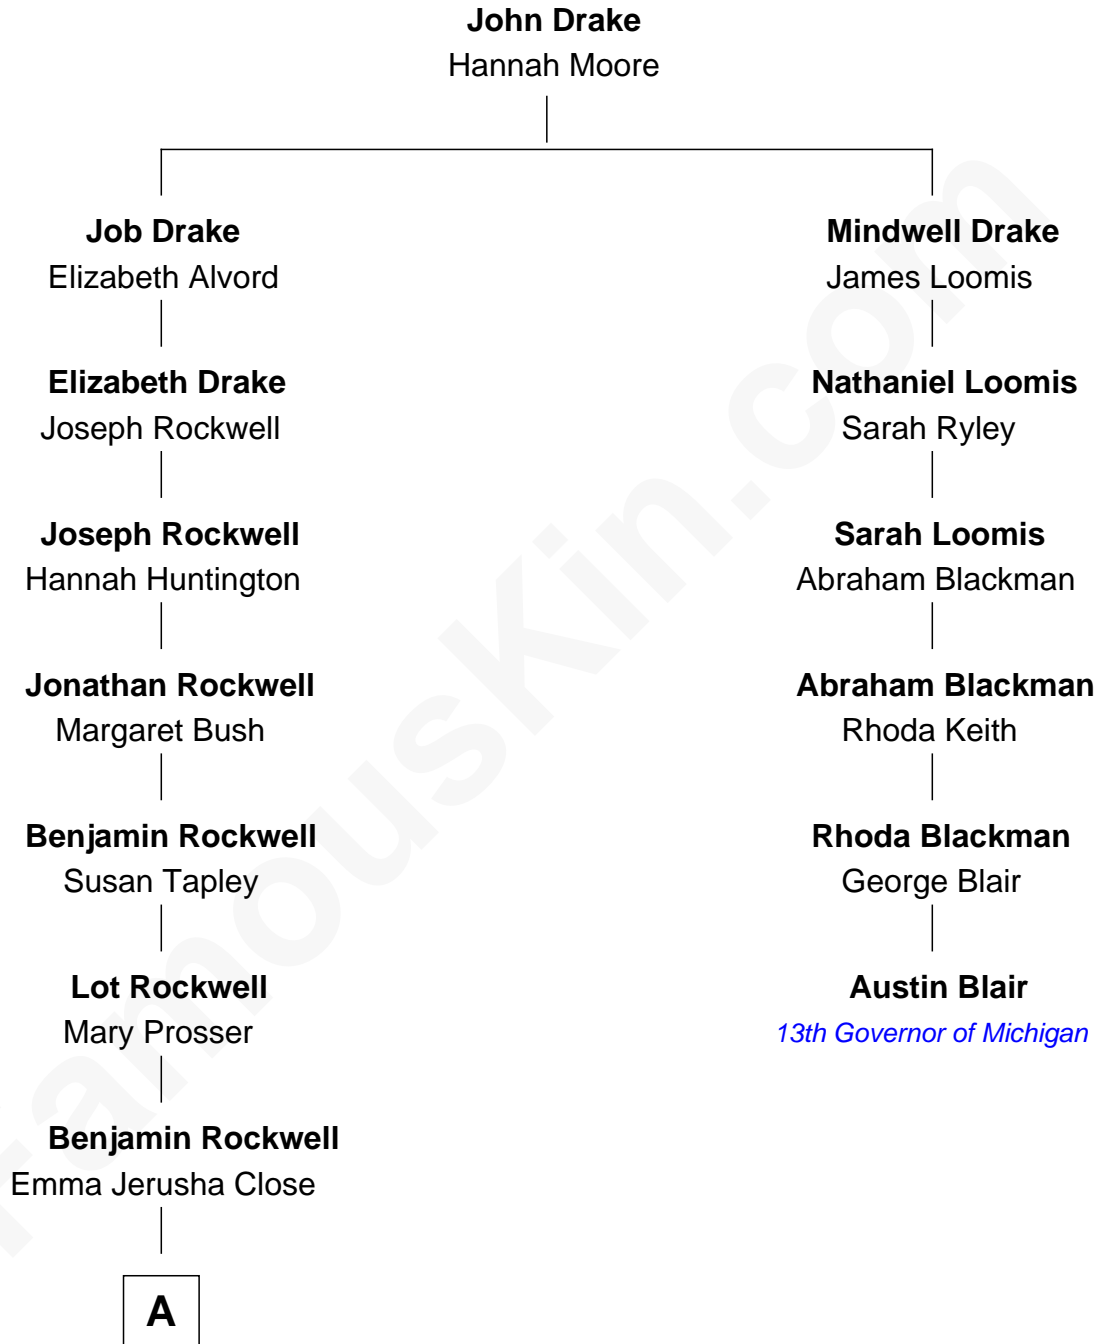 John Drake
Hannah Moore
Job Drake
Elizabeth Alvord
Mindwell Drake
James Loomis
Elizabeth Drake
Joseph Rockwell
Nathaniel Loomis
Sarah Ryley
Joseph Rockwell
Hannah Huntington
Sarah Loomis
Abraham Blackman
Jonathan Rockwell
Margaret Bush
Abraham Blackman
Rhoda Keith
Benjamin Rockwell
Susan Tapley
Rhoda Blackman
George Blair
Lot Rockwell
Mary Prosser
Austin Blair
13th Governor of Michigan
Benjamin Rockwell
Emma Jerusha Close
A
FamousKin.com